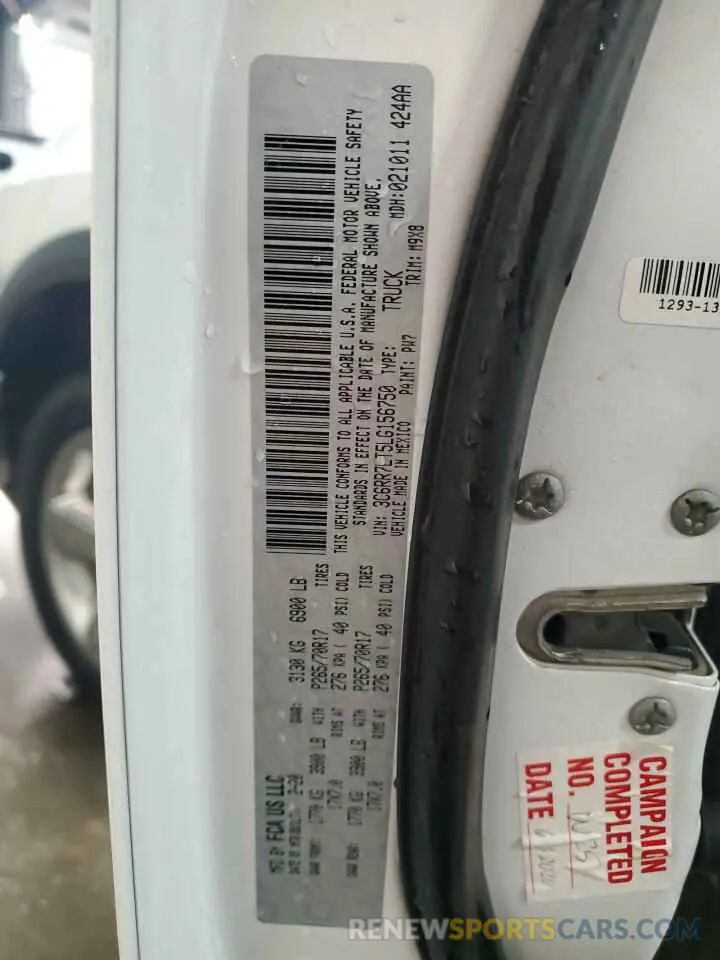 MFD BY FCA US LLC
DATE OF MFR 2-20 GVWR: 3130 KG 6900 LB
GAWR FRONT: 1770 KG 3900 LB WITH P265/70R17 TIRES
17X7.0 RIMS AT 276 KPA ( 40 PSI) COLD
GAWR REAR: 1770 KG 3900 LB WITH P265/70R17 TIRES
17X7.0 RIMS AT 276 KPA ( 40 PSI) COLD
THIS VEHICLE CONFORMS TO ALL APPLICABLE U.S.A. FEDERAL MOTOR VEHICLE SAFETY
STANDARDS IN EFFECT ON THE DATE OF MANUFACTURE SHOWN ABOVE.
VIN: 3C6RR7LT5LG156750 TYPE: TRUCK MDH:021011 424AA
VEHICLE MADE IN MEXICO PAINT: PW7 TRIM: M9X8
1293-13
CAMPAIGN
COMPLETED
NO.
DATE
RENEWSPORTSCARS.COM